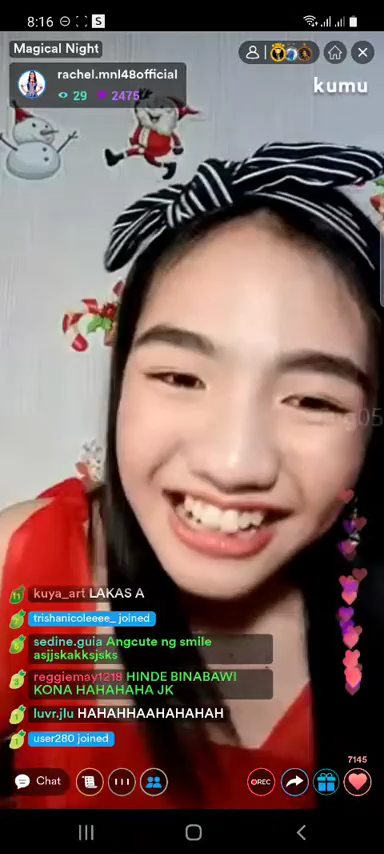 8:16
S
Magical Night
rachel.mnl48official
29 2475
kumu
kuya_art LAKAS A
trishanicoleeee_ joined
sedine.guia Angcute ng smile
asjjskakksjsks
reggiemay1218 HINDE BINABAWI
KONA HAHAHAHA JK
luvr.jlu HAHAHHAAHAHAHAH
user280 joined
7145
Chat
REC